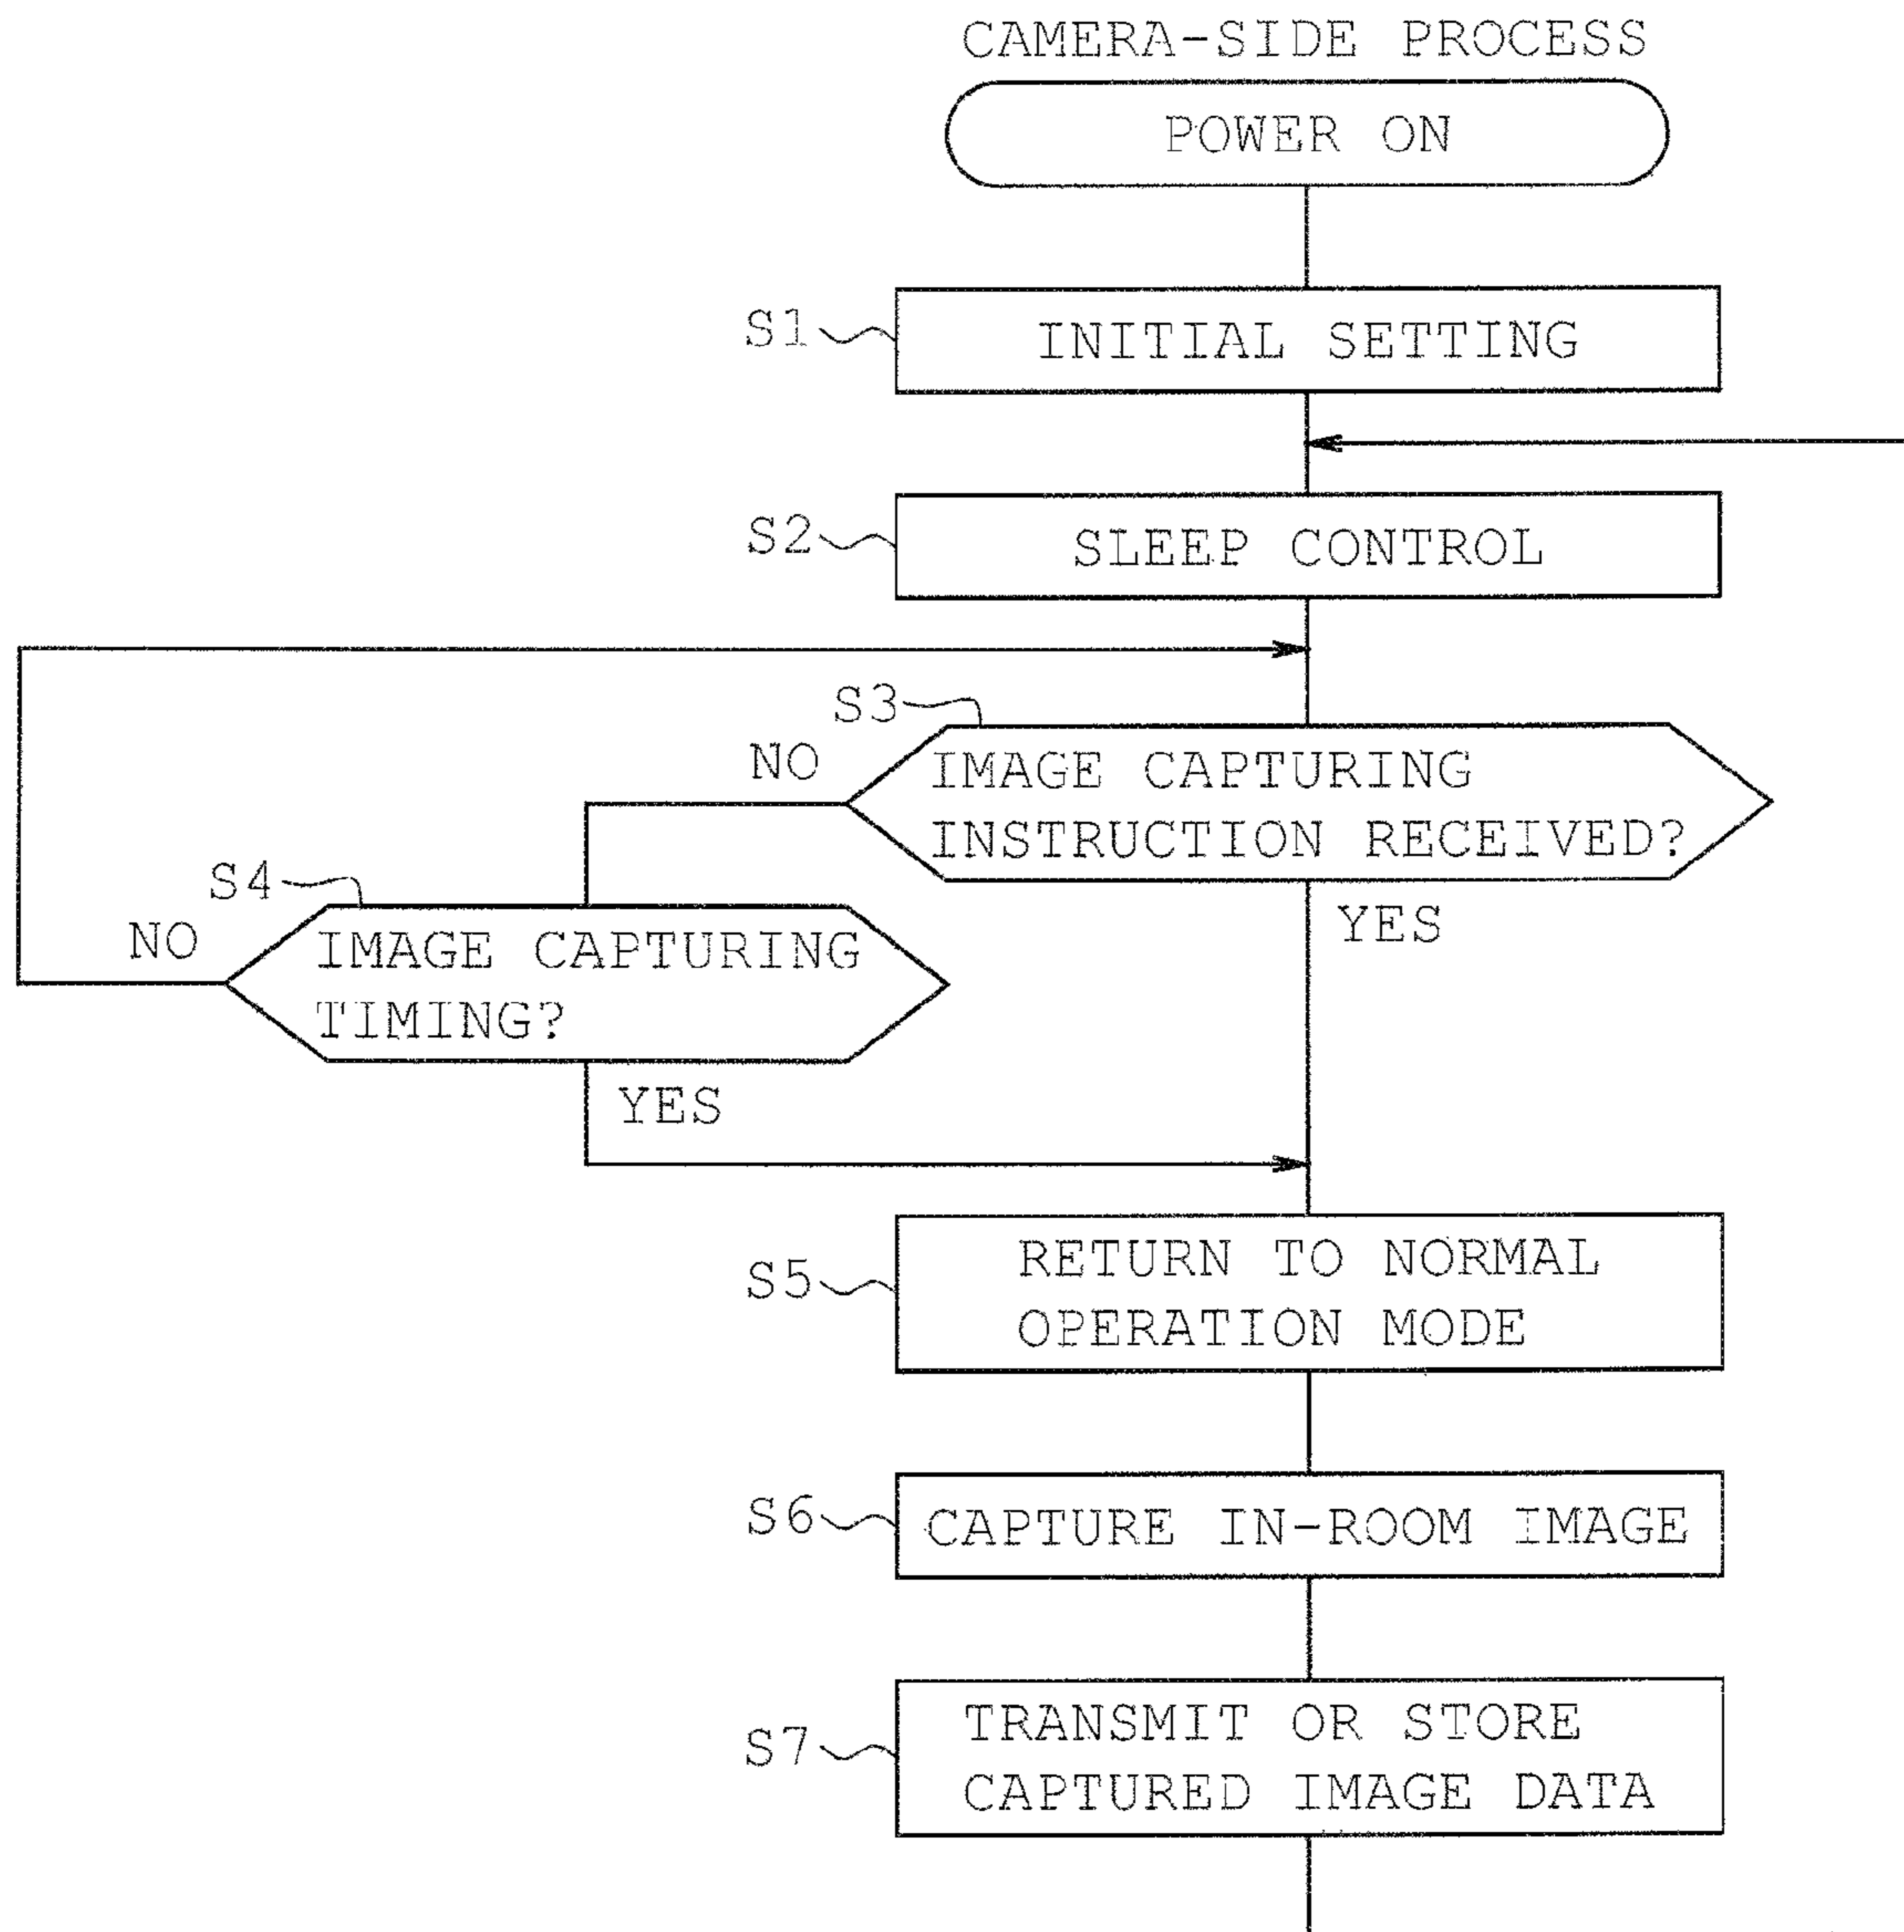 CAMERA-SIDE PROCESS
POWER ON
S1
INITIAL SETTING
S2
SLEEP CONTROL
S3
NO
IMAGE CAPTURING
INSTRUCTION RECEIVED?
YES
S4
NO
IMAGE CAPTURING
TIMING?
YES
S5
RETURN TO NORMAL
OPERATION MODE
S6
CAPTURE IN-ROOM IMAGE
S7
TRANSMIT OR STORE
CAPTURED IMAGE DATA